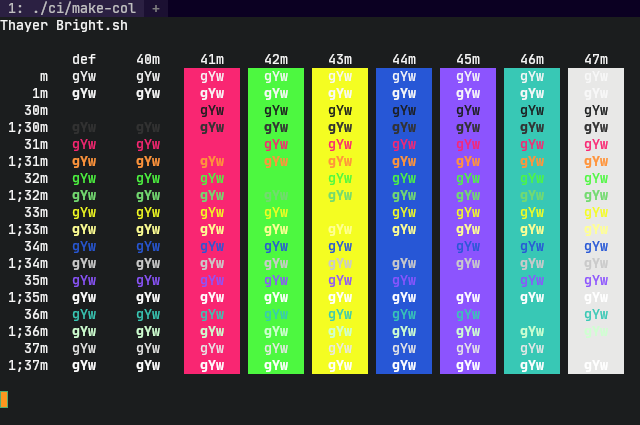 1: ./ci/make-col +
Thayer Bright.sh
def 40m 41m 42m 43m 44m 45m 46m 47m
m gYw gYw gYw gYw gYw gYw gYw gYw gYw
1m gYw gYw gYw gYw gYw gYw gYw gYw gYw
30m gYw gYw gYw gYw gYw gYw gYw
1;30m gYw gYw gYw gYw gYw gYw gYw gYw gYw
31m gYw gYw gYw gYw gYw gYw gYw gYw
1;31m gYw gYw gYw gYw gYw gYw gYw gYw gYw
32m gYw gYw gYw gYw gYw gYw gYw gYw
1;32m gYw gYw gYw gYw gYw gYw gYw gYw gYw
33m gYw gYw gYw gYw gYw gYw gYw gYw
1;33m gYw gYw gYw gYw gYw gYw gYw gYw gYw
34m gYw gYw gYw gYw gYw gYw gYw gYw
1;34m gYw gYw gYw gYw gYw gYw gYw gYw gYw
35m gYw gYw gYw gYw gYw gYw gYw gYw
1;35m gYw gYw gYw gYw gYw gYw gYw gYw gYw
36m gYw gYw gYw gYw gYw gYw gYw gYw
1;36m gYw gYw gYw gYw gYw gYw gYw gYw gYw
37m gYw gYw gYw gYw gYw gYw gYw gYw
1;37m gYw gYw gYw gYw gYw gYw gYw gYw gYw